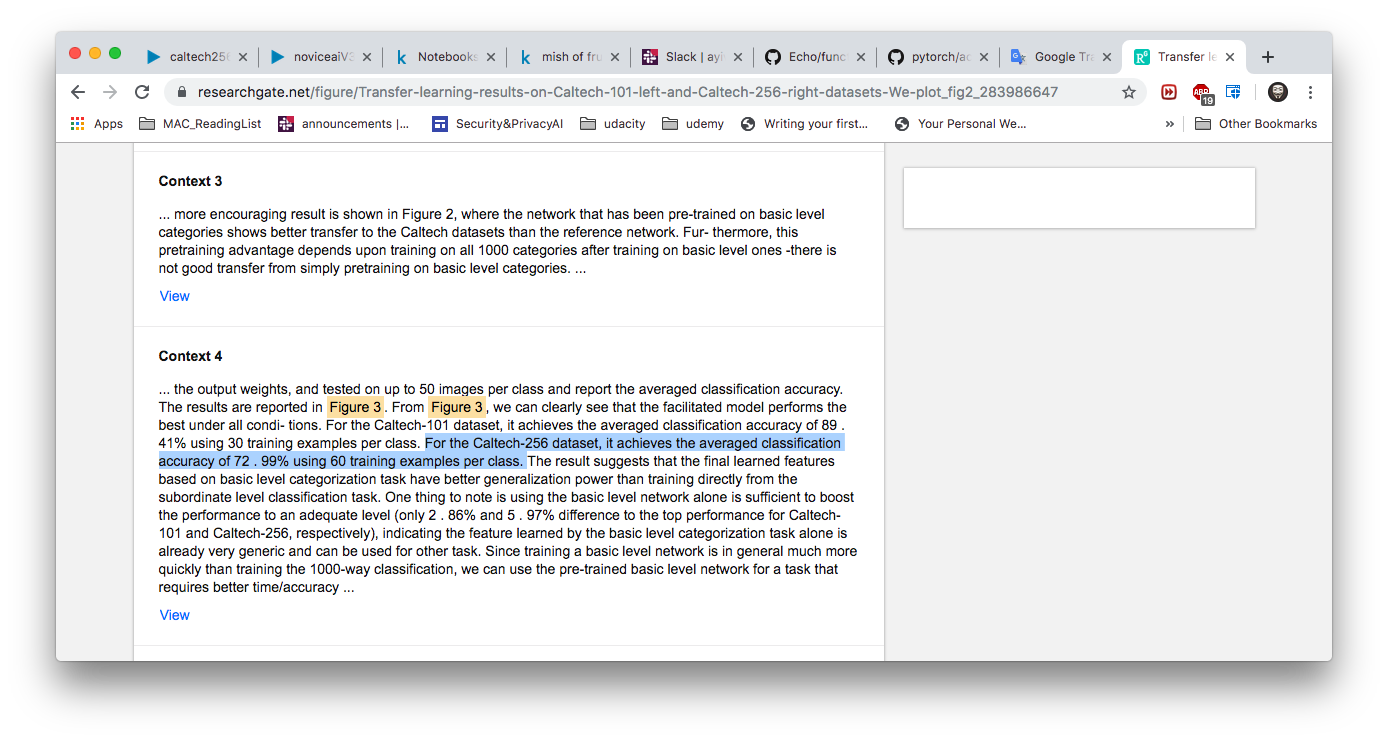 caltech256
noviceaiV3
Notebooks
mish of fru
Slack | ayi
Echo/func
pytorch/ac
Google Tra
Transfer le
researchgate.net/figure/Transfer-learning-results-on-Caltech-101-left-and-Caltech-256-right-datasets-We-plot_fig2_283986647
ABP
19
Apps
MAC_ReadingList
announcements |...
Security&PrivacyAI
udacity
udemy
Writing your first...
Your Personal We...
»
Other Bookmarks
Context 3
... more encouraging result is shown in Figure 2, where the network that has been pre-trained on basic level
categories shows better transfer to the Caltech datasets than the reference network. Fur- thermore, this
pretraining advantage depends upon training on all 1000 categories after training on basic level ones -there is
not good transfer from simply pretraining on basic level categories. ...
View
Context 4
... the output weights, and tested on up to 50 images per class and report the averaged classification accuracy.
The results are reported in Figure 3 . From Figure 3 , we can clearly see that the facilitated model performs the
best under all condi- tions. For the Caltech-101 dataset, it achieves the averaged classification accuracy of 89 .
41% using 30 training examples per class. For the Caltech-256 dataset, it achieves the averaged classification
accuracy of 72 . 99% using 60 training examples per class. The result suggests that the final learned features
based on basic level categorization task have better generalization power than training directly from the
subordinate level classification task. One thing to note is using the basic level network alone is sufficient to boost
the performance to an adequate level (only 2 . 86% and 5 . 97% difference to the top performance for Caltech-
101 and Caltech-256, respectively), indicating the feature learned by the basic level categorization task alone is
already very generic and can be used for other task. Since training a basic level network is in general much more
quickly than training the 1000-way classification, we can use the pre-trained basic level network for a task that
requires better time/accuracy ...
View